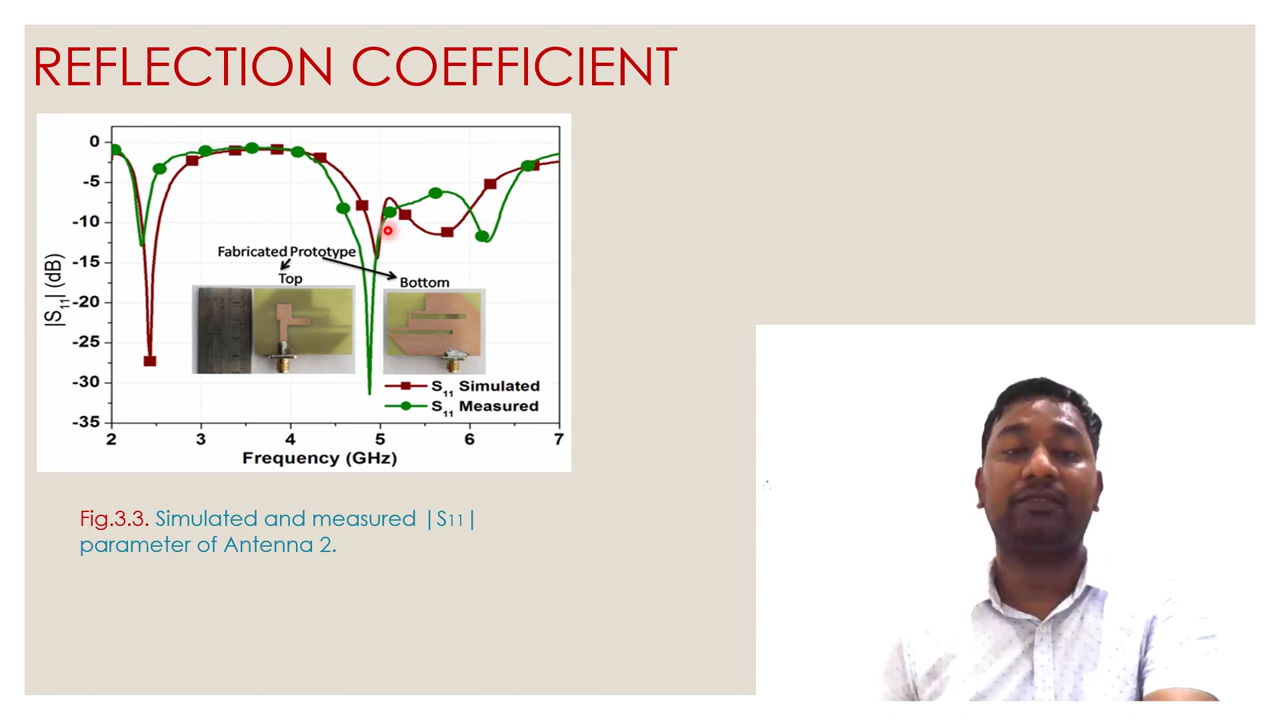 REFLECTION COEFFICIENT
0
-5
-10
-15
-20
-25
-30
-35
|S11| (dB)
Fabricated Prototype
Top
Bottom
S11 Simulated
S11 Measured
2 3 4 5 6 7
Frequency (GHz)
Fig.3.3. Simulated and measured |S11|
parameter of Antenna 2.